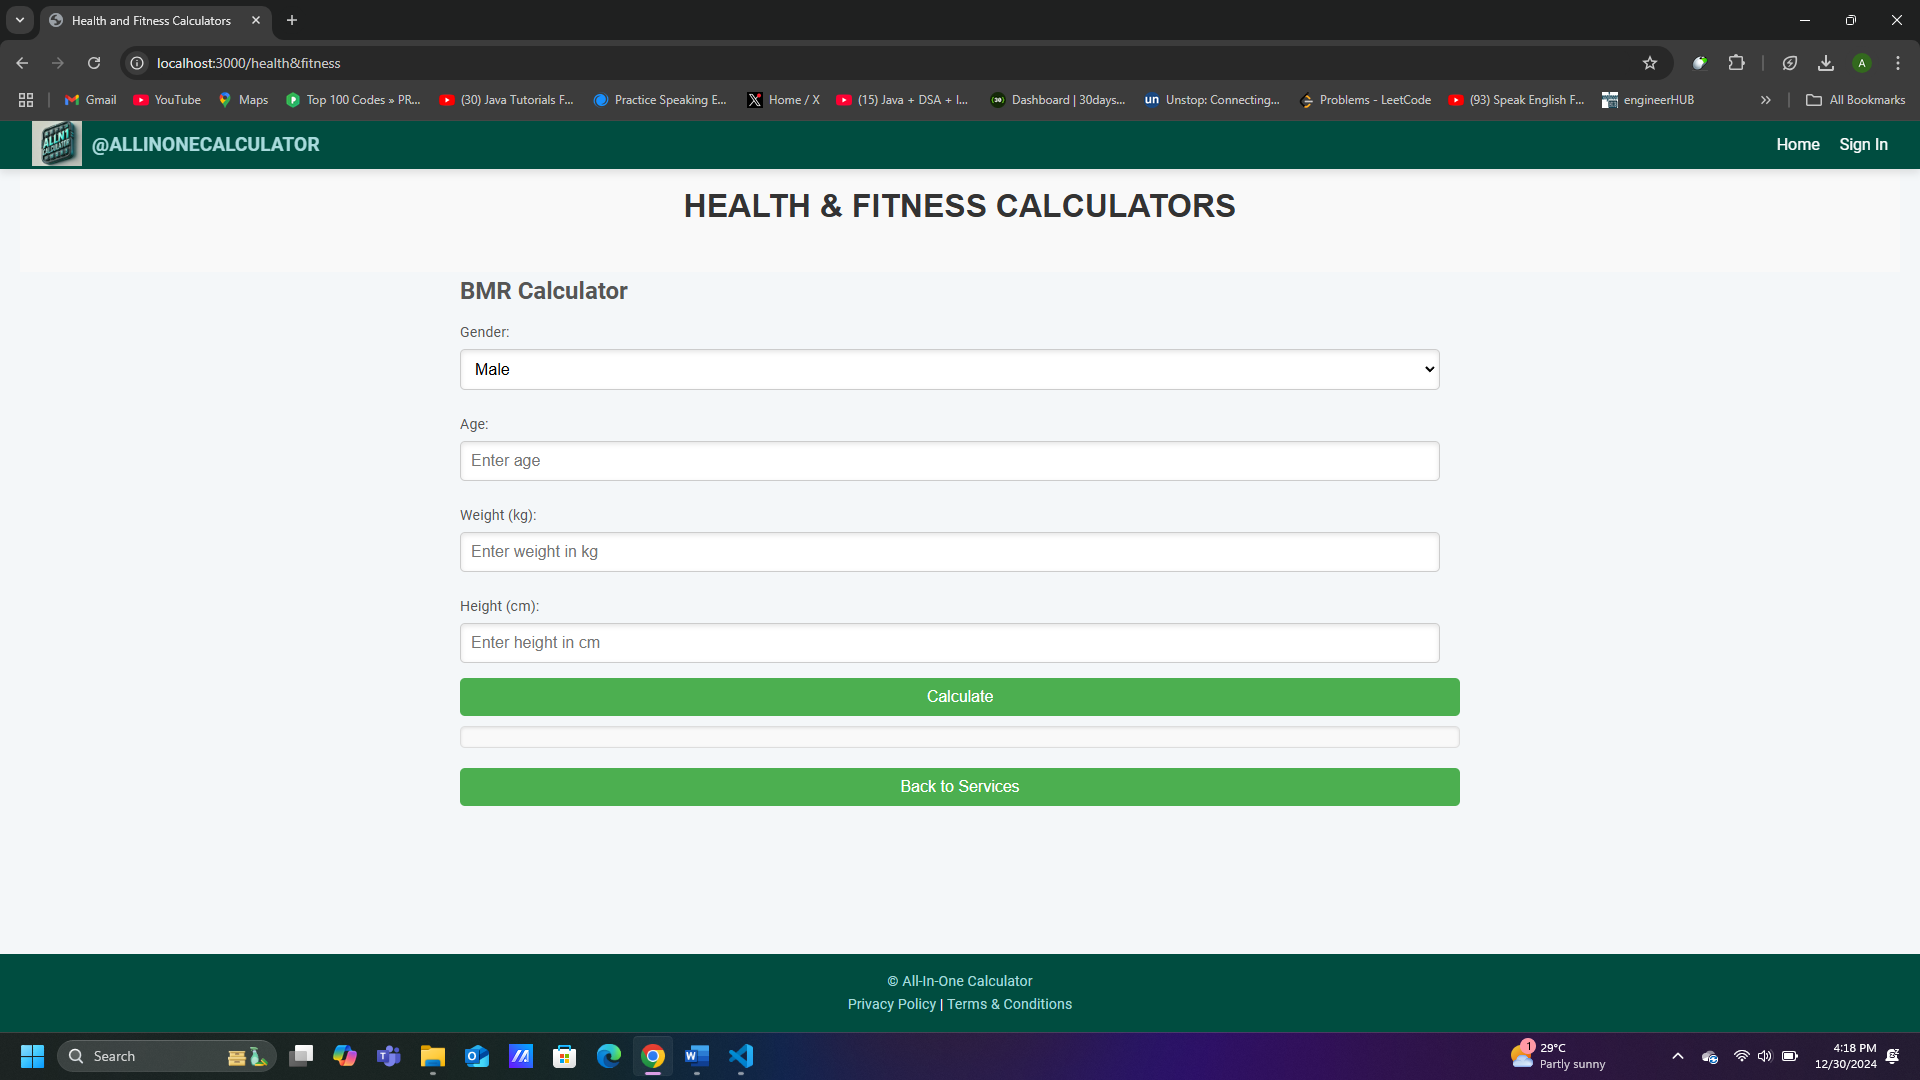 Health and Fitness Calculators
localhost:3000/health&fitness
A
Gmail YouTube Maps Top 100 Codes » PR... (30) Java Tutorials F... Practice Speaking E... Home / X (15) Java + DSA + I... Dashboard | 30days... Unstop: Connecting... Problems - LeetCode (93) Speak English F... engineerHUB All Bookmarks
@ALLINONECALCULATOR Home Sign In
HEALTH & FITNESS CALCULATORS
BMR Calculator
Gender:
Male
Age:
Enter age
Weight (kg):
Enter weight in kg
Height (cm):
Enter height in cm
Calculate
Back to Services
© All-In-One Calculator
Privacy Policy | Terms & Conditions
Search
1
29°C
Partly sunny
4:18 PM
12/30/2024